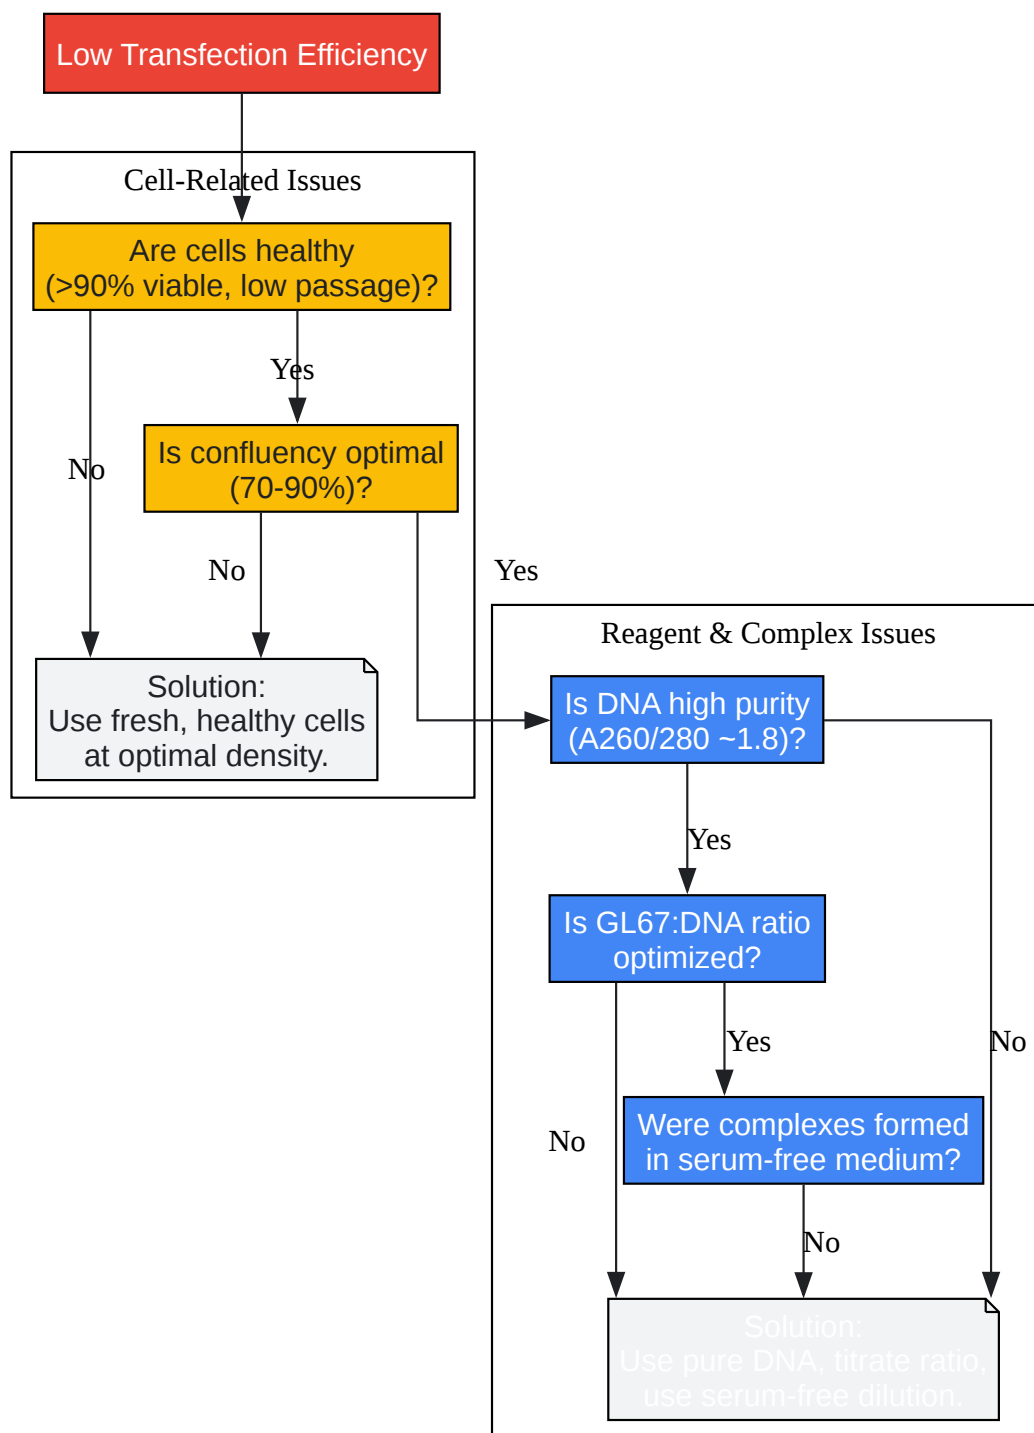 Low Transfection Efficiency
Cell-Related Issues
Are cells healthy
(>90% viable, low passage)?
Yes
No
Is confluency optimal
(70-90%)?
No
Yes
Solution:
Use fresh, healthy cells
at optimal density.
Reagent & Complex Issues
Is DNA high purity
(A260/280 ~1.8)?
Yes
No
Is GL67:DNA ratio
optimized?
Yes
No
Were complexes formed
in serum-free medium?
No
Solution:
Use pure DNA, titrate ratio,
use serum-free dilution.